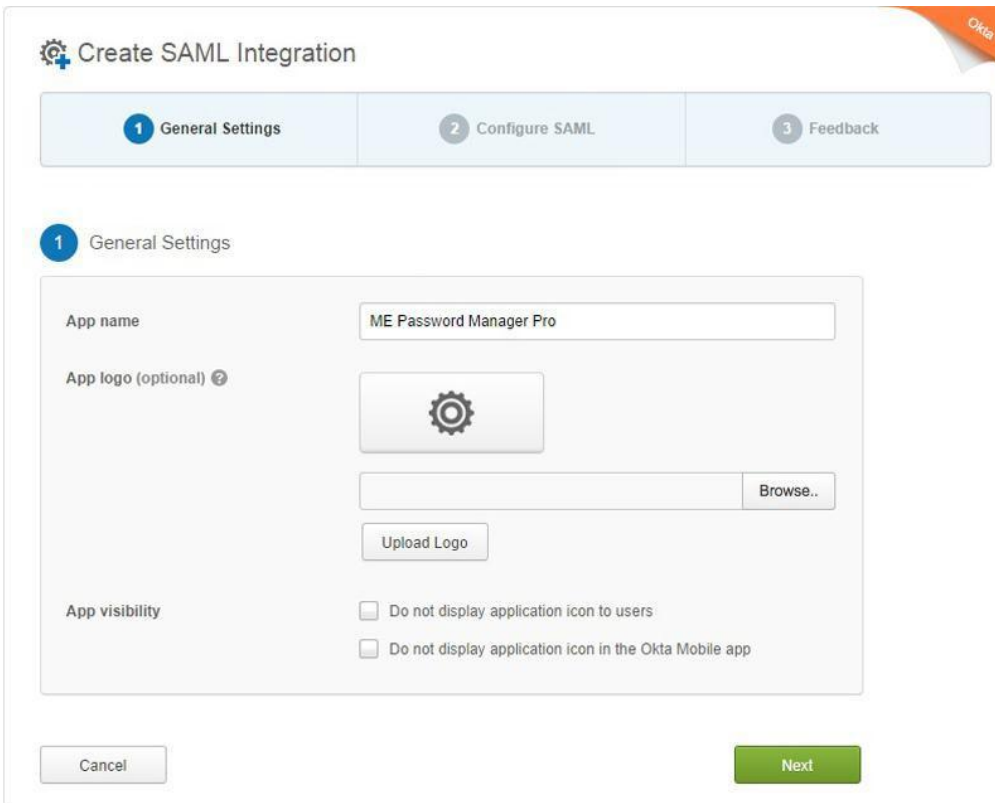 Okta
Create SAML Integration
1 General Settings
2 Configure SAML
3 Feedback
1 General Settings
App name
ME Password Manager Pro
App logo (optional) ?
Browse..
Upload Logo
App visibility
Do not display application icon to users
Do not display application icon in the Okta Mobile app
Cancel
Next